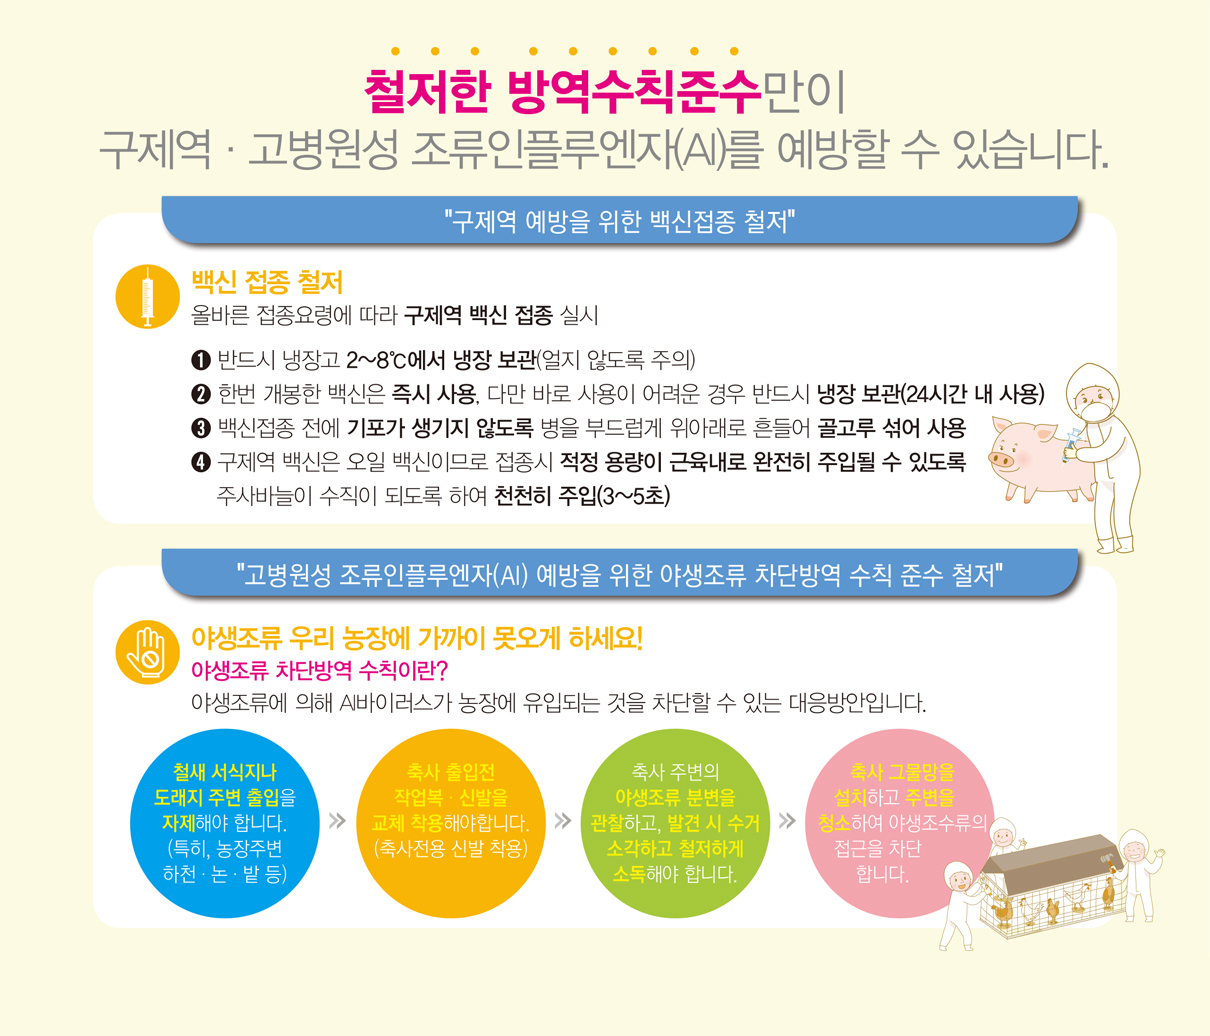 철저한 방역수칙준수만이
구제역 · 고병원성 조류인플루엔자(AI)를 예방할 수 있습니다.
"구제역 예방을 위한 백신접종 철저"
백신 접종 철저
올바른 접종요령에 따라 구제역 백신 접종 실시
❶ 반드시 냉장고 2~8℃에서 냉장 보관(얼지 않도록 주의)
❷ 한번 개봉한 백신은 즉시 사용, 다만 바로 사용이 어려운 경우 반드시 냉장 보관(24시간 내 사용)
❸ 백신접종 전에 기포가 생기지 않도록 병을 부드럽게 위아래로 흔들어 골고루 섞어 사용
❹ 구제역 백신은 오일 백신이므로 접종시 적정 용량이 근육내로 완전히 주입될 수 있도록
주사바늘이 수직이 되도록 하여 천천히 주입(3~5초)
"고병원성 조류인플루엔자(AI) 예방을 위한 야생조류 차단방역 수칙 준수 철저"
야생조류 우리 농장에 가까이 못오게 하세요!
야생조류 차단방역 수칙이란?
야생조류에 의해 AI바이러스가 농장에 유입되는 것을 차단할 수 있는 대응방안입니다.
철새 서식지나
도래지 주변 출입을
자제해야 합니다.
(특히, 농장주변
하천 · 논 · 밭 등)
축사 출입전
작업복 · 신발을
교체 착용해야합니다.
(축사전용 신발 착용)
축사 주변의
야생조류 분변을
관찰하고, 발견 시 수거
소각하고 철저하게
소독해야 합니다.
축사 그물망을
설치하고 주변을
청소하여 야생조수류의
접근을 차단
합니다.